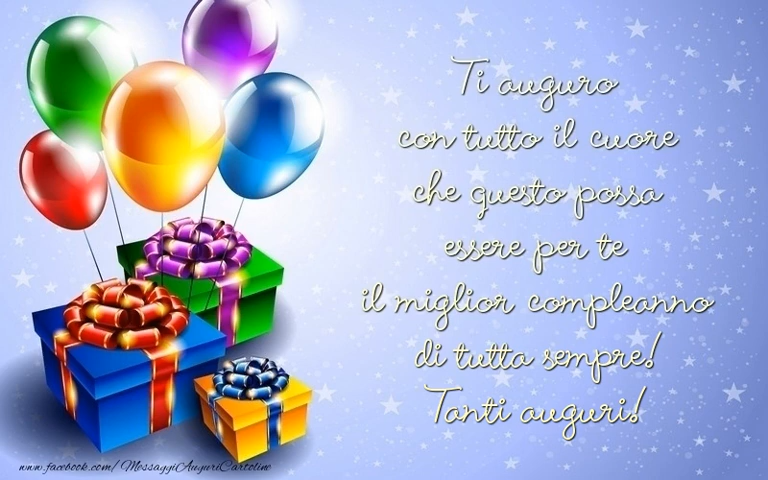 Ti auguro
con tutto il cuore
che questo possa
essere per te
il miglior compleanno
di tutta sempre!
Tanti auguri!
www.facebook.com/MessaggiAuguriCartoline